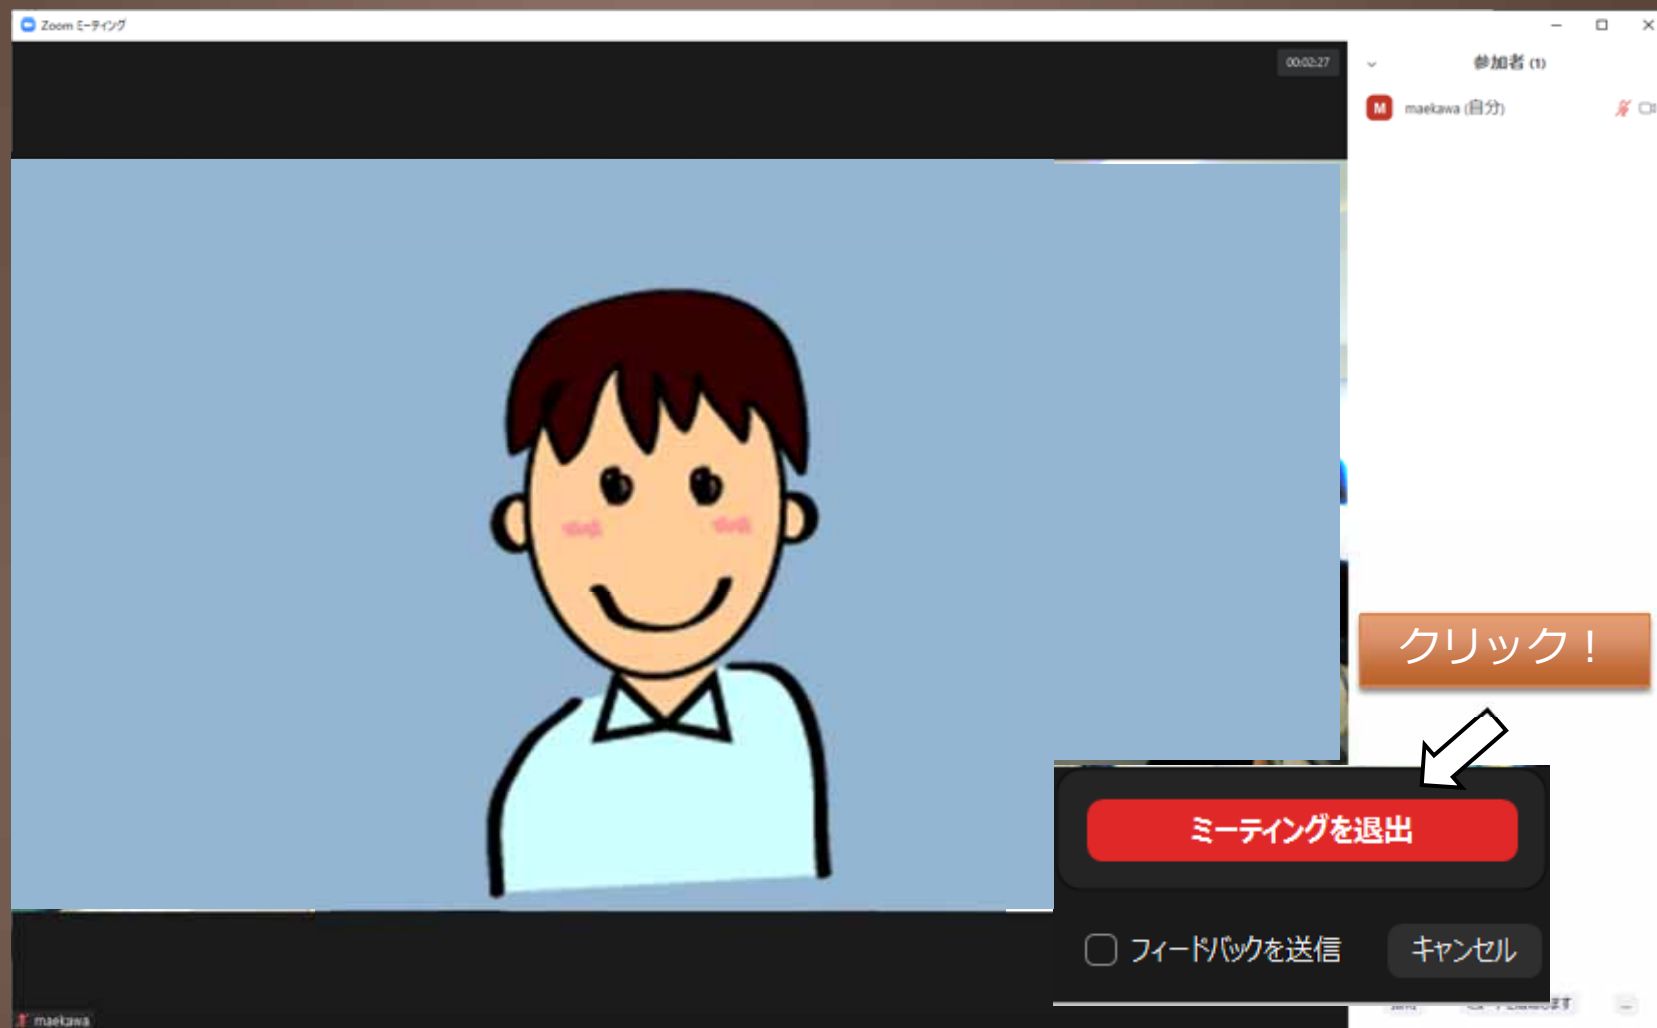 Zoom ミーティング
00:02:27
参加者 (1)
M maekawa (自分)
クリック！
ミーティングを退出
フィードバックを送信 キャンセル
maekawa